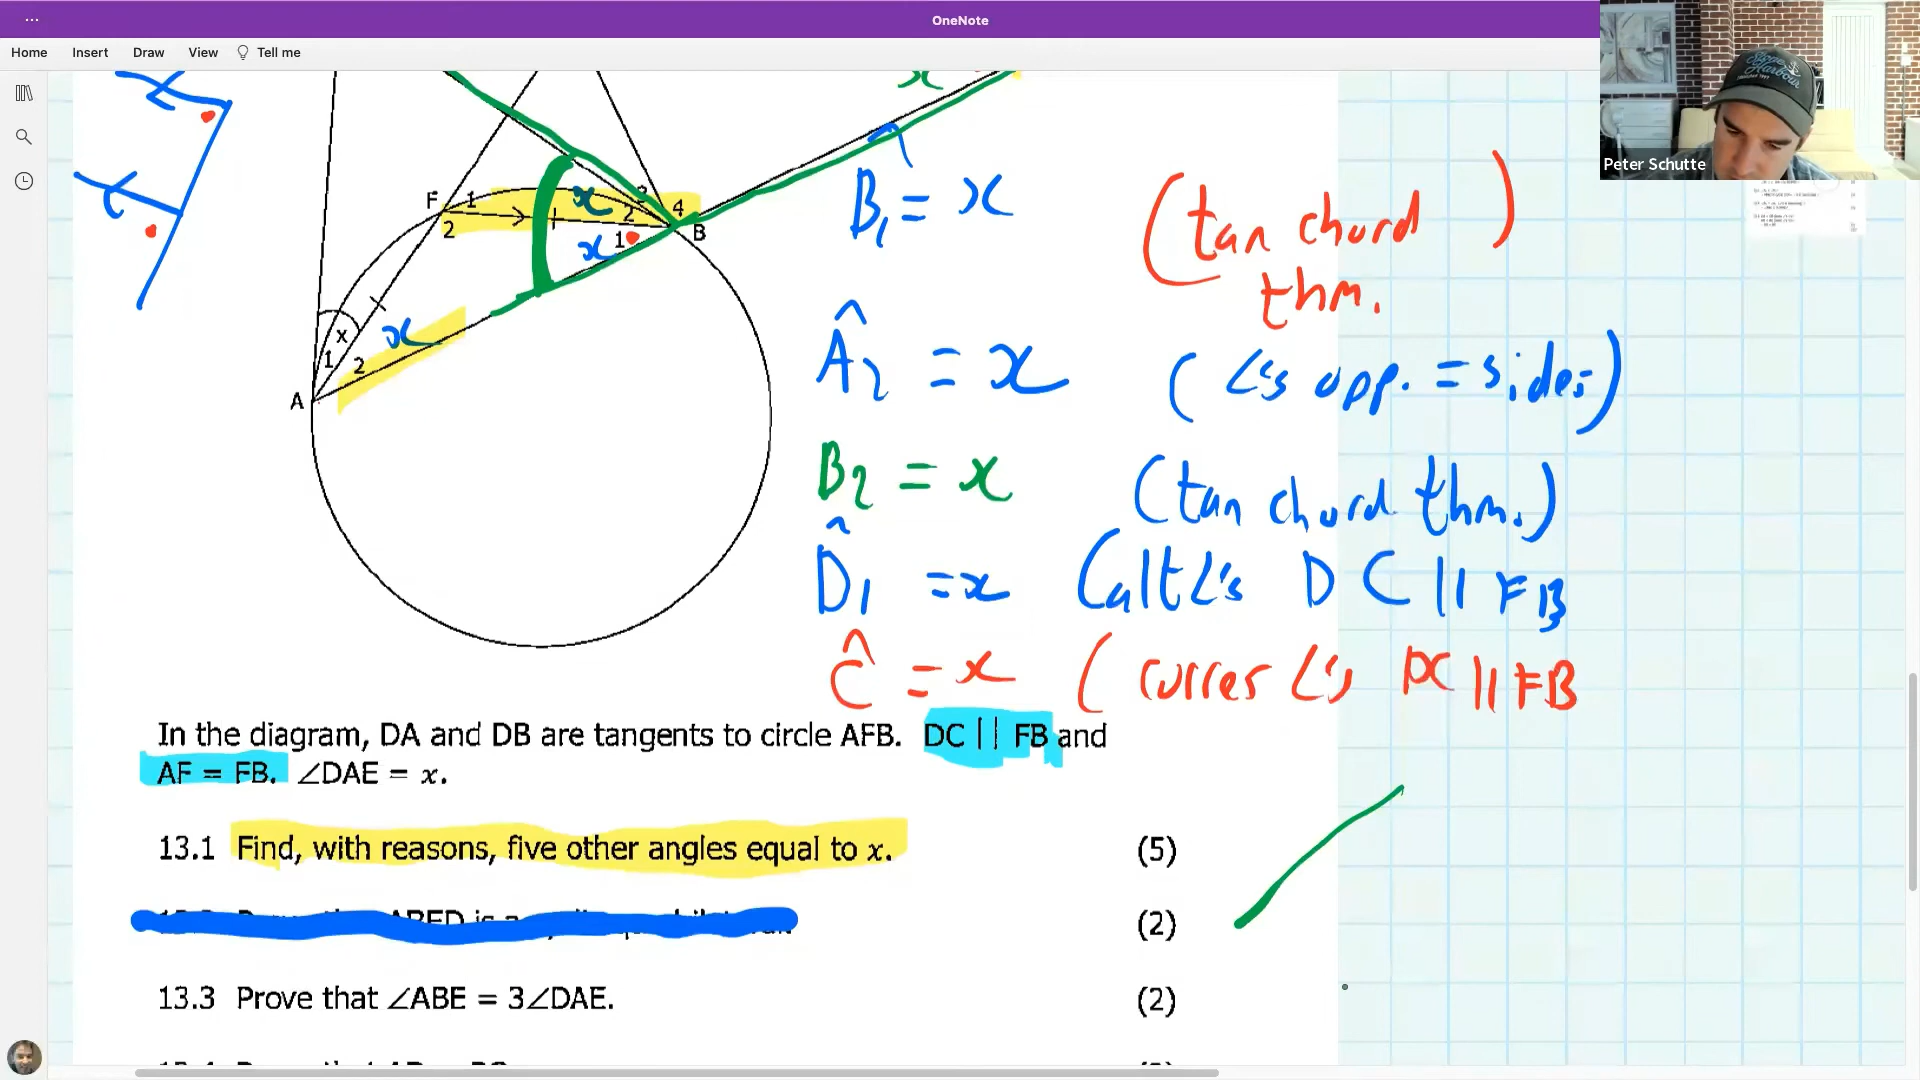 OneNote
Home Insert Draw View Tell me
Peter Schutte
x
F 1 x 2 4
2 1 B
x
A x 1 2 x
B1 = x (tan chord thm.)
Â2 = x (∠'s opp. = sides)
B2 = x (tan chord thm.)
D̂1 = x (alt ∠'s DC || FB
Ĉ = x (corres ∠'s DC || FB
In the diagram, DA and DB are tangents to circle AFB. DC || FB and
AF = FB. ∠DAE = x.
13.1 Find, with reasons, five other angles equal to x. (5)
(2)
13.3 Prove that ∠ABE = 3∠DAE. (2)